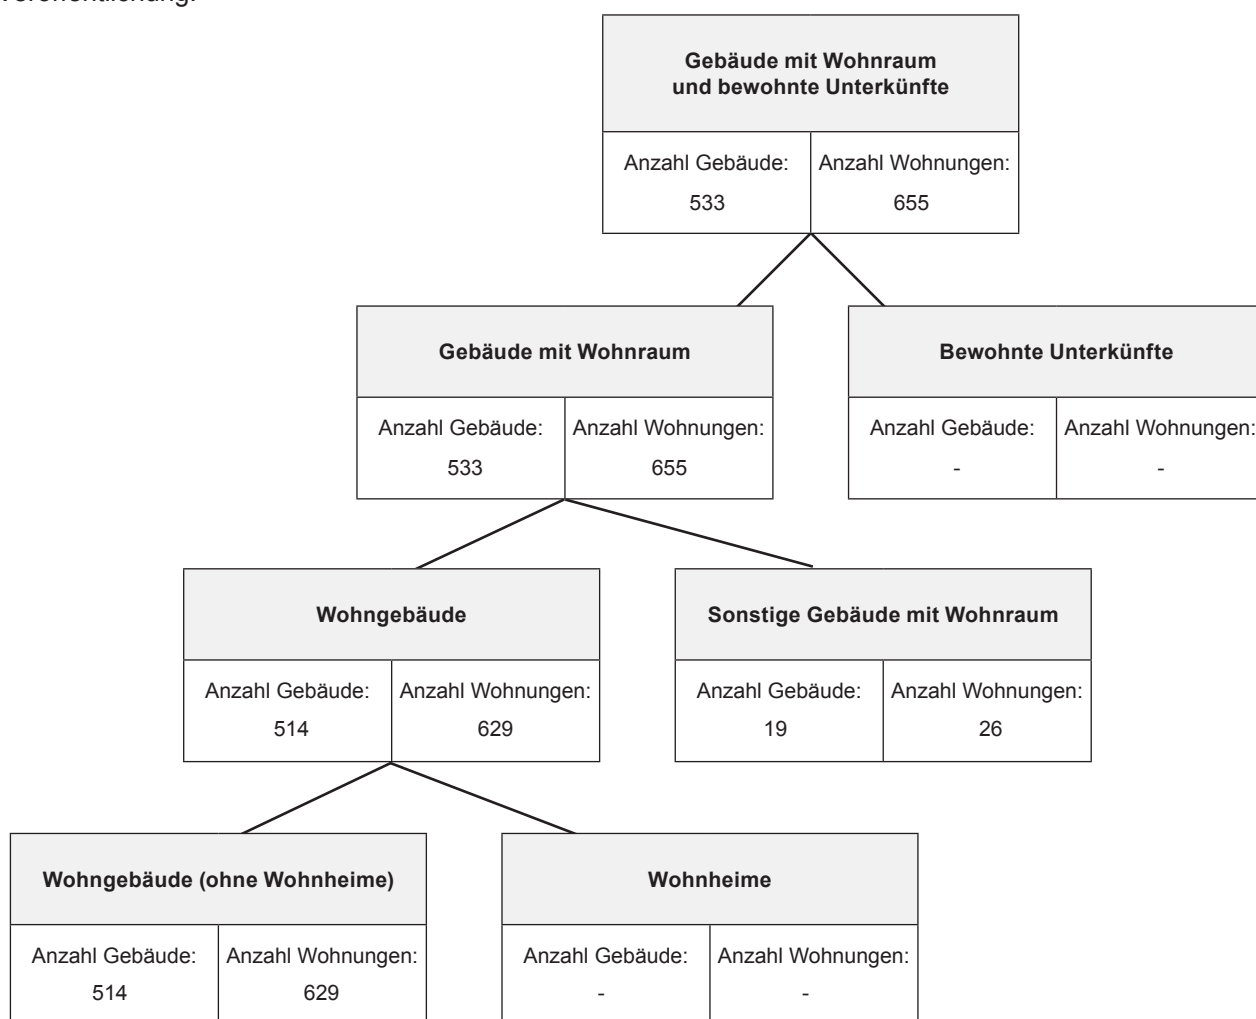 Gebäude mit Wohnraum
und bewohnte Unterkünfte
Anzahl Gebäude: Anzahl Wohnungen:
533 655
Gebäude mit Wohnraum Bewohnte Unterkünfte
Anzahl Gebäude: Anzahl Wohnungen: Anzahl Gebäude: Anzahl Wohnungen:
533 655 - -
Wohngebäude Sonstige Gebäude mit Wohnraum
Anzahl Gebäude: Anzahl Wohnungen: Anzahl Gebäude: Anzahl Wohnungen:
514 629 19 26
Wohngebäude (ohne Wohnheime) Wohnheime
Anzahl Gebäude: Anzahl Wohnungen: Anzahl Gebäude: Anzahl Wohnungen:
514 629 - -